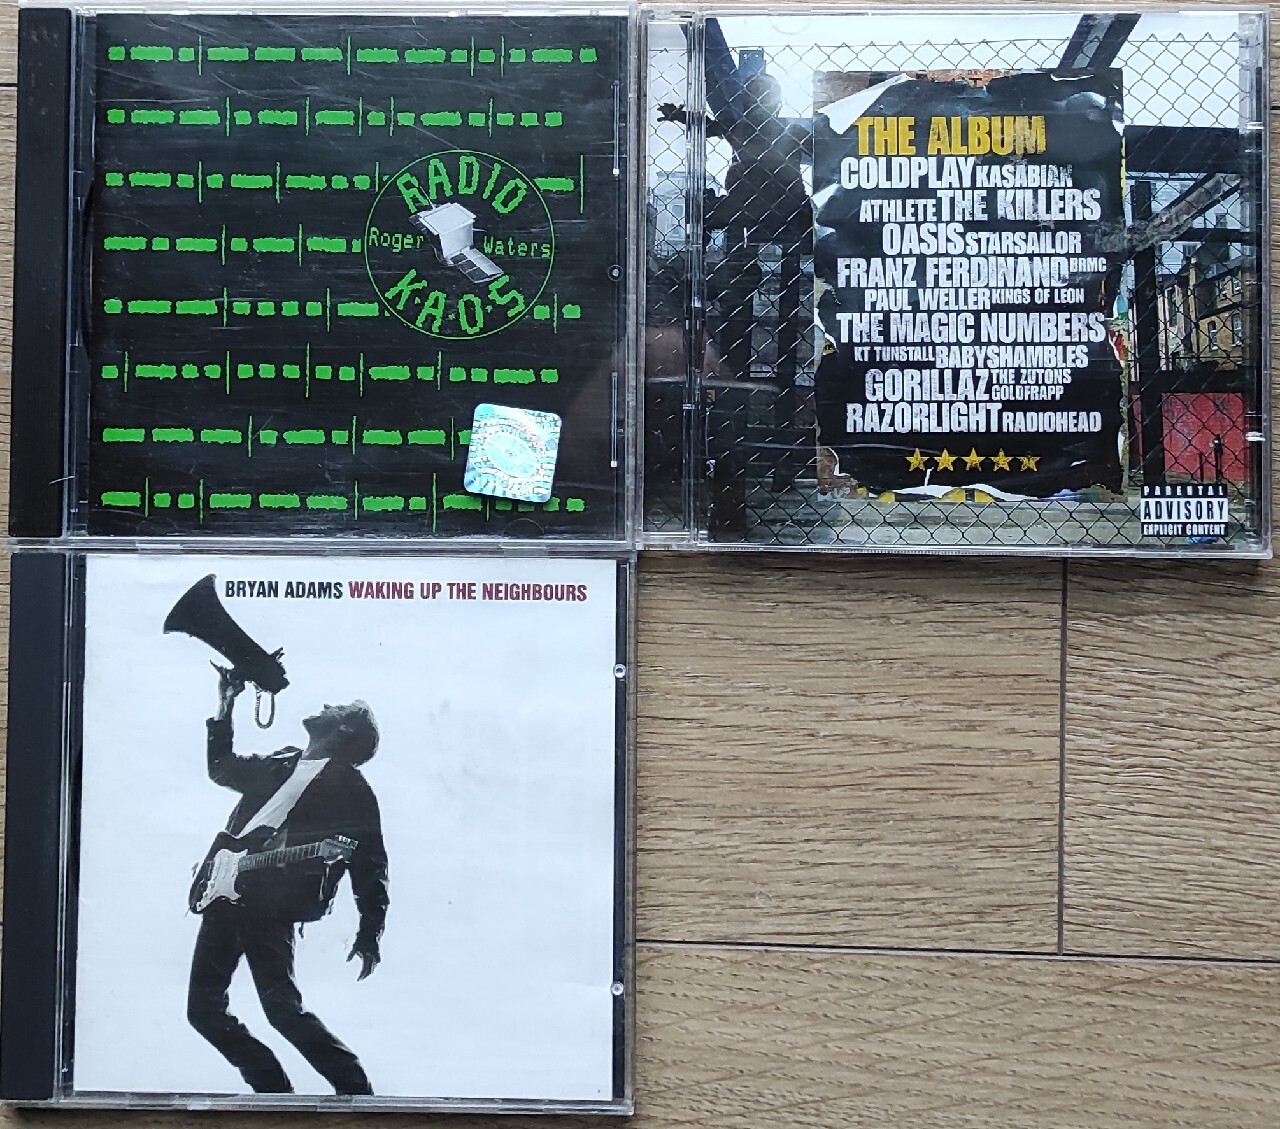 RADIO
Roger Waters
K·A·O·S
THE ALBUM
COLDPLAY KASABIAN
ATHLETE THE KILLERS
OASIS STARSAILOR
FRANZ FERDINAND BRMC
PAUL WELLER KINGS OF LEON
THE MAGIC NUMBERS
KT TUNSTALL BABYSHAMBLES
GORILLAZ THE ZUTONS
GOLDFRAPP
RAZORLIGHT RADIOHEAD
PARENTAL
ADVISORY
EXPLICIT CONTENT
BRYAN ADAMS WAKING UP THE NEIGHBOURS